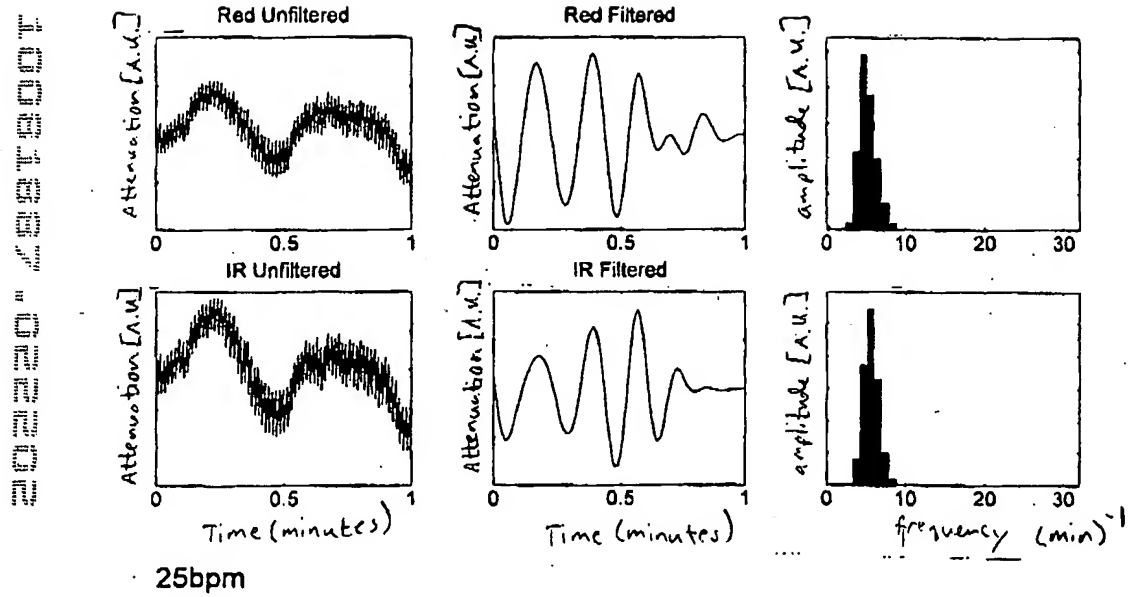 10081887.022202
Red Unfiltered
Attenuation [A.U.]
0 0.5 1
Red Filtered
Attenuation [A.U.]
0 0.5 1
amplitude [A.U.]
0 10 20 30
IR Unfiltered
Attenuation [A.U.]
0 0.5 1
Time (minutes)
IR Filtered
Attenuation [A.U.]
0 0.5 1
Time (minutes)
amplitude [A.U.]
0 10 20 30
frequency (min)⁻¹
25bpm